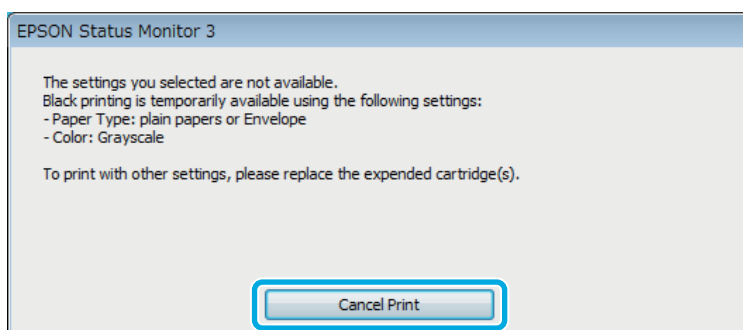 EPSON Status Monitor 3
The settings you selected are not available.
Black printing is temporarily available using the following settings:
- Paper Type: plain papers or Envelope
- Color: Grayscale
To print with other settings, please replace the expended cartridge(s).
Cancel Print